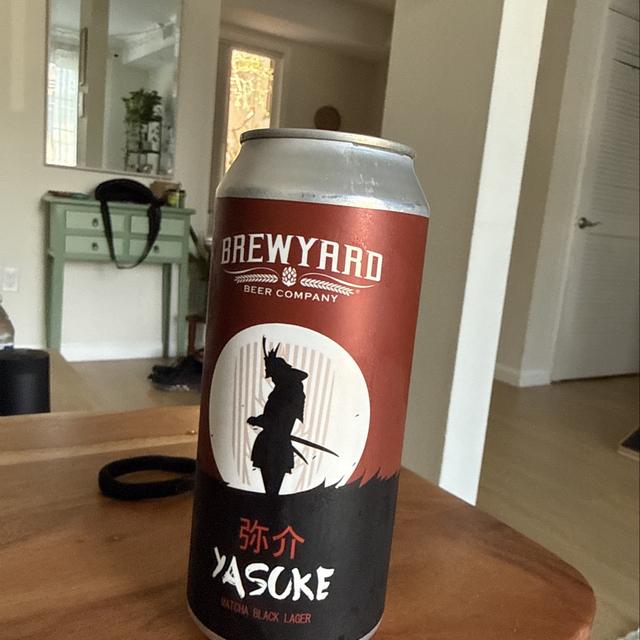 BREWYARD
BEER COMPANY
弥介
YASUKE
MATCHA BLACK LAGER